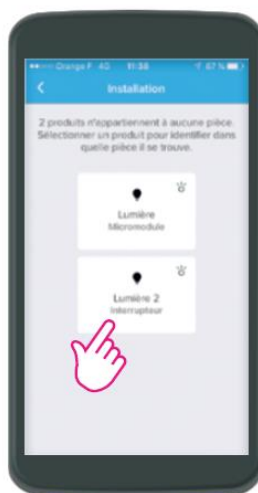 Orange F 4G 11:38 67 %
Installation
2 produits n'appartiennent à aucune pièce.
Sélectionner un produit pour identifier dans
quelle pièce il se trouve.
Lumière
Micromodule
Lumière 2
Interrupteur